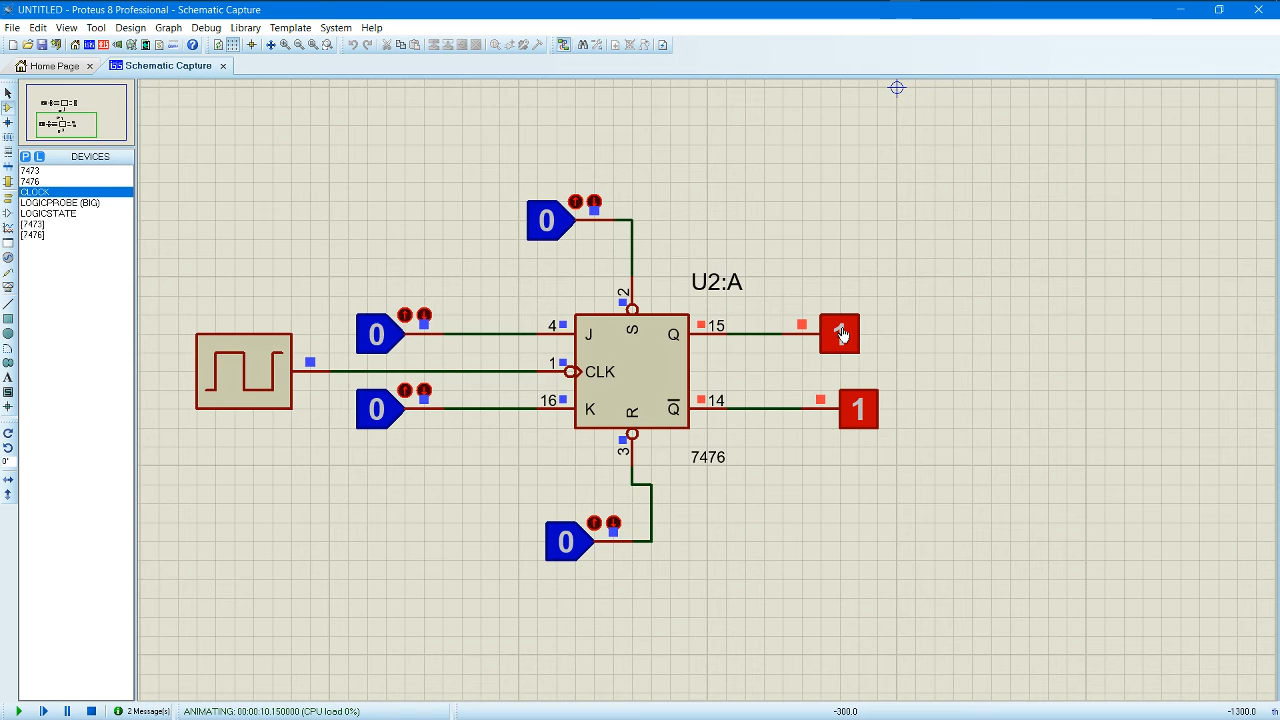 UNTITLED - Proteus 8 Professional - Schematic Capture
File Edit View Tool Design Graph Debug Library Template System Help
Home Page Schematic Capture
P L DEVICES
7473
7476
CLOCK
LOGICPROBE (BIG)
LOGICSTATE
[7473]
[7476]
0°
0
U2:A
2
S
0 4 J Q 15 1
1 CLK
0 16 K Q 14 1
R
3
7476
0
2 Message(s) ANIMATING: 00:00:10.150000 (CPU load 0%) -300.0 -1300.0 th